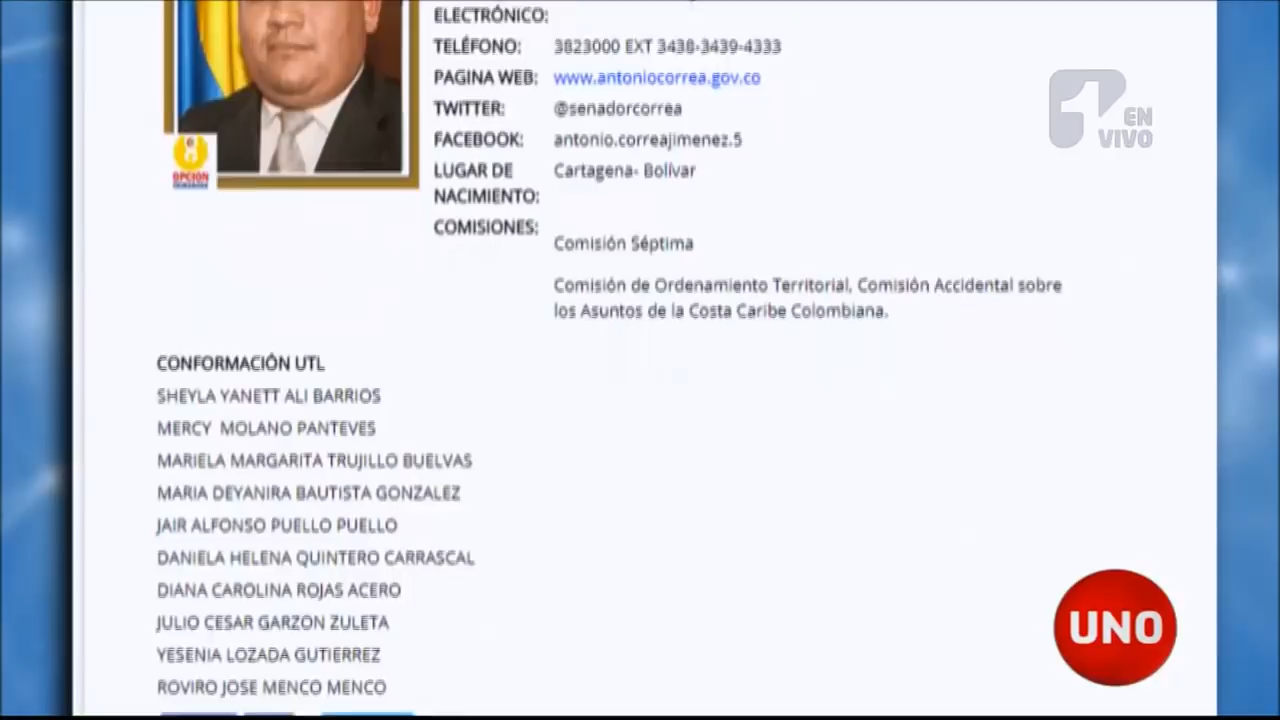 ELECTRÓNICO:
TELÉFONO: 3823000 EXT 3438-3439-4333
PAGINA WEB: www.antoniocorrea.gov.co
TWITTER: @senadorcorrea
FACEBOOK: antonio.correajimenez.5
LUGAR DE NACIMIENTO: Cartagena- Bolívar
COMISIONES:
Comisión Séptima
Comisión de Ordenamiento Territorial, Comisión Accidental sobre
los Asuntos de la Costa Caribe Colombiana.
OPCIÓN
1 EN VIVO
CONFORMACIÓN UTL
SHEYLA YANETT ALI BARRIOS
MERCY MOLANO PANTEVES
MARIELA MARGARITA TRUJILLO BUELVAS
MARIA DEYANIRA BAUTISTA GONZALEZ
JAIR ALFONSO PUELLO PUELLO
DANIELA HELENA QUINTERO CARRASCAL
DIANA CAROLINA ROJAS ACERO
JULIO CESAR GARZON ZULETA
YESENIA LOZADA GUTIERREZ
ROVIRO JOSE MENCO MENCO
UNO